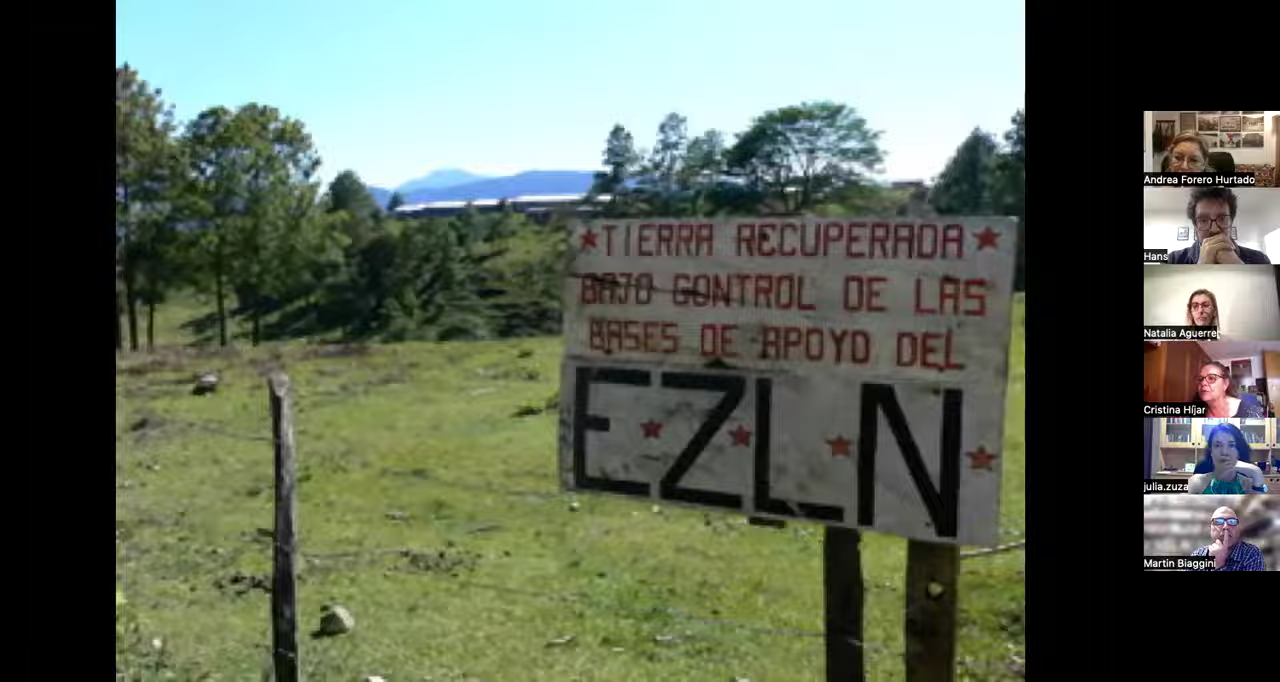 ★TIERRA RECUPERADA★
BAJO CONTROL DE LAS
BASES DE APOYO DEL
E★Z★L★N★
Andrea Forero Hurtado
Hans
Natalia Aguerre
Cristina Híjar
julia.zuza
Martin Biaggini